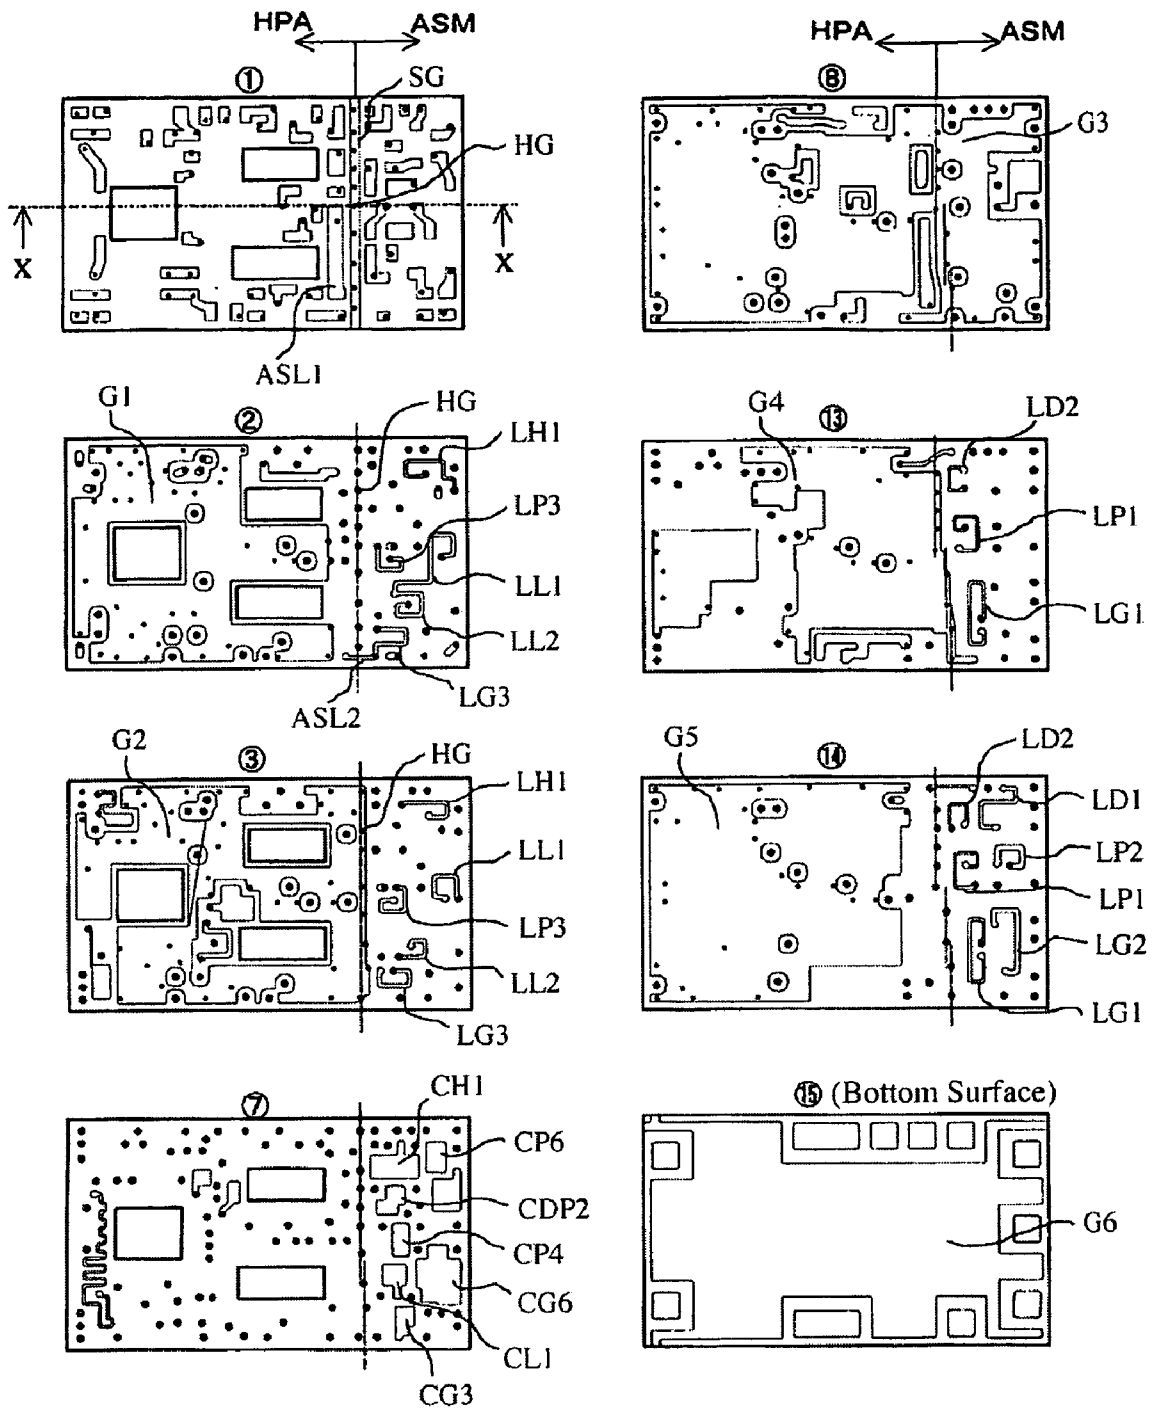 HPA ASM
① SG
HG
X X
ASL1
HPA ASM
⑧
G3
G1 ② HG
LH1
LP3
LL1
LL2
LG3
ASL2
G4 ⑬ LD2
LP1
LG1
G2 ③ HG
LH1
LL1
LP3
LL2
LG3
G5 ⑭ LD2
LD1
LP2
LP1
LG2
LG1
⑦ CH1
CP6
CDP2
CP4
CG6
CL1
CG3
⑮ (Bottom Surface)
G6